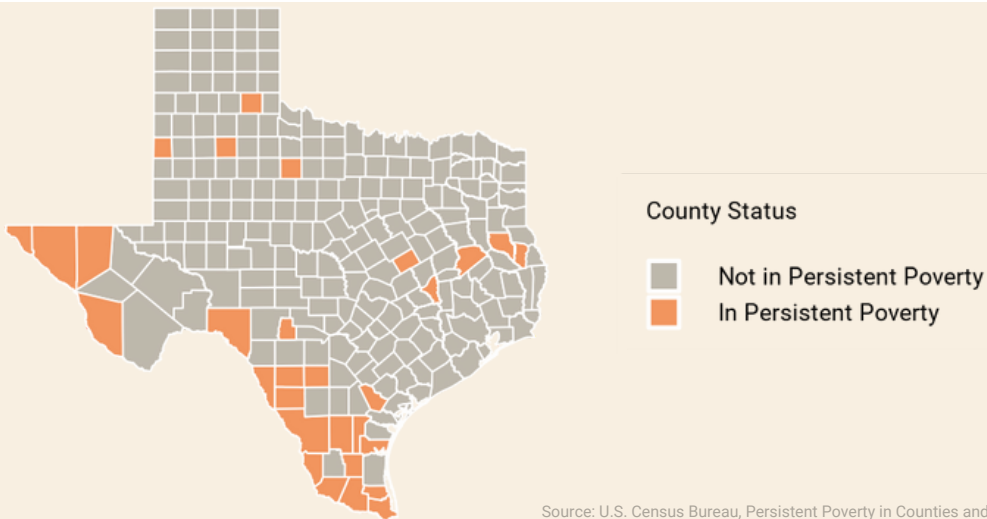 County Status
Not in Persistent Poverty
In Persistent Poverty
Source: U.S. Census Bureau, Persistent Poverty in Counties and